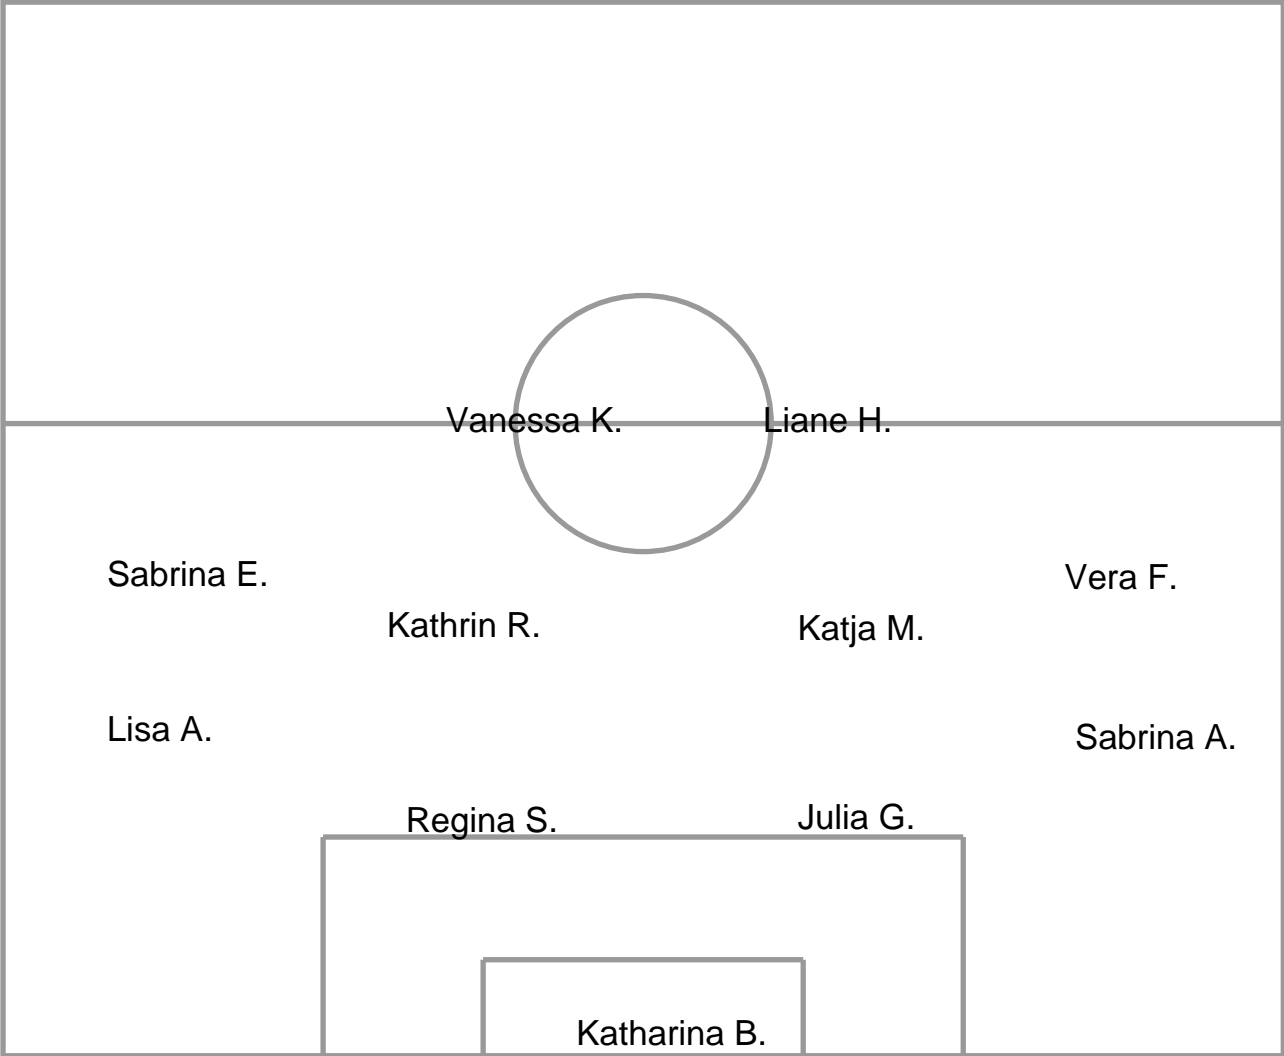 Vanessa K.
Liane H.
Sabrina E.
Vera F.
Kathrin R.
Katja M.
Lisa A.
Sabrina A.
Regina S.
Julia G.
Katharina B.